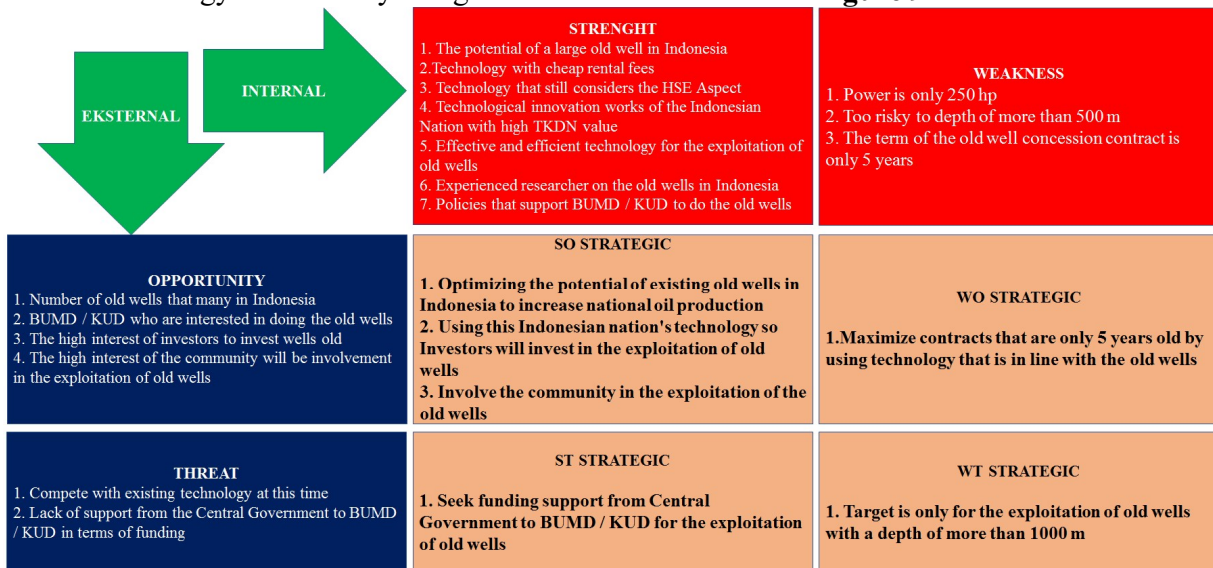 STRENGHT
1. The potential of a large old well in Indonesia
2.Technology with cheap rental fees
3. Technology that still considers the HSE Aspect
4. Technological innovation works of the Indonesian
Nation with high TKDN value
5. Effective and efficient technology for the exploitation of
old wells
6. Experienced researcher on the old wells in Indonesia
7. Policies that support BUMD / KUD to do the old wells
WEAKNESS
1. Power is only 250 hp
2. Too risky to depth of more than 500 m
3. The term of the old well concession contract is
only 5 years
INTERNAL
EKSTERNAL
OPPORTUNITY
1. Number of old wells that many in Indonesia
2. BUMD / KUD who are interested in doing the old wells
3. The high interest of investors to invest wells old
4. The high interest of the community will be involvement
in the exploitation of old wells
SO STRATEGIC
1. Optimizing the potential of existing old wells in
Indonesia to increase national oil production
2. Using this Indonesian nation's technology so
Investors will invest in the exploitation of old
wells
3. Involve the community in the exploitation of the
old wells
WO STRATEGIC
1.Maximize contracts that are only 5 years old by
using technology that is in line with the old wells
THREAT
1. Compete with existing technology at this time
2. Lack of support from the Central Government to BUMD
/ KUD in terms of funding
ST STRATEGIC
1. Seek funding support from Central
Government to BUMD / KUD for the exploitation
of old wells
WT STRATEGIC
1. Target is only for the exploitation of old wells
with a depth of more than 1000 m